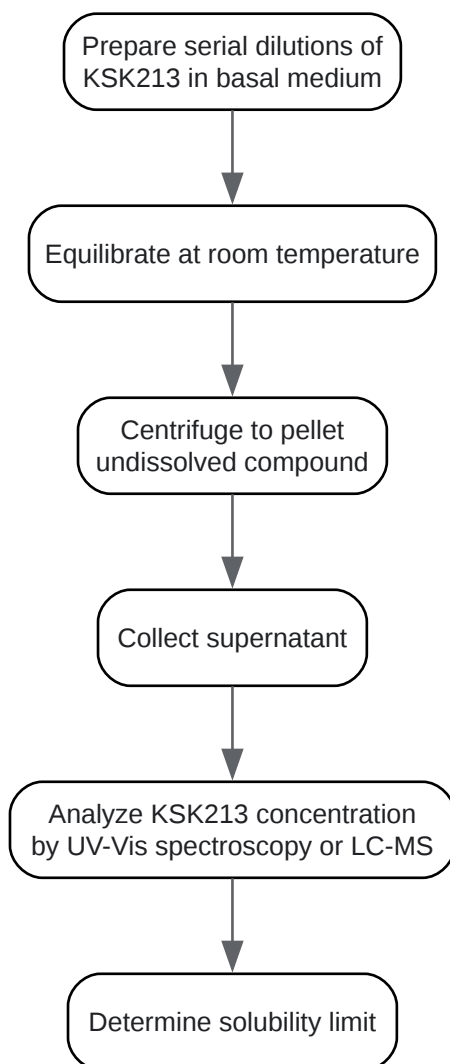 Prepare serial dilutions of
KSK213 in basal medium
Equilibrate at room temperature
Centrifuge to pellet
undissolved compound
Collect supernatant
Analyze KSK213 concentration
by UV-Vis spectroscopy or LC-MS
Determine solubility limit